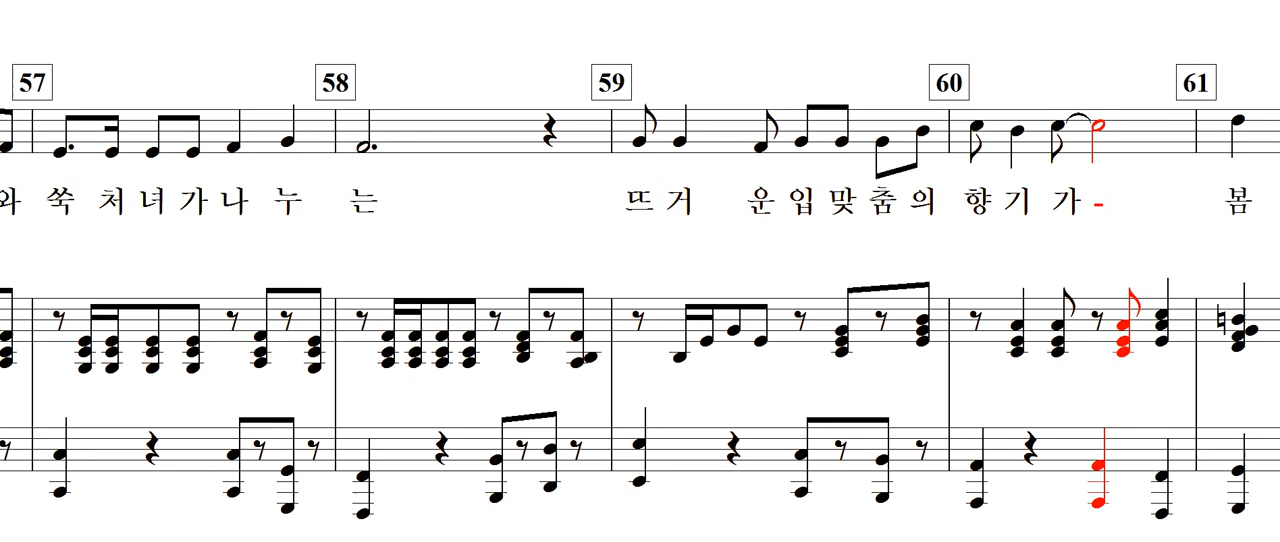 57 58 59 60 61
와 쑥 처 녀 가 나 누 는 뜨 거 운 입 맞 춤 의 향 기 가 - 봄